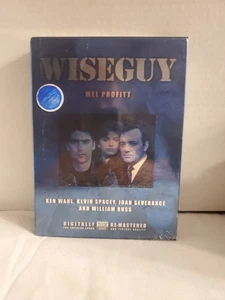 WISEGUY
MEL PROFITT
KEN WAHL, KEVIN SPACEY, JOAN SEVERANCE
AND WILLIAM RUSS
DIGITALLY RE-MASTERED